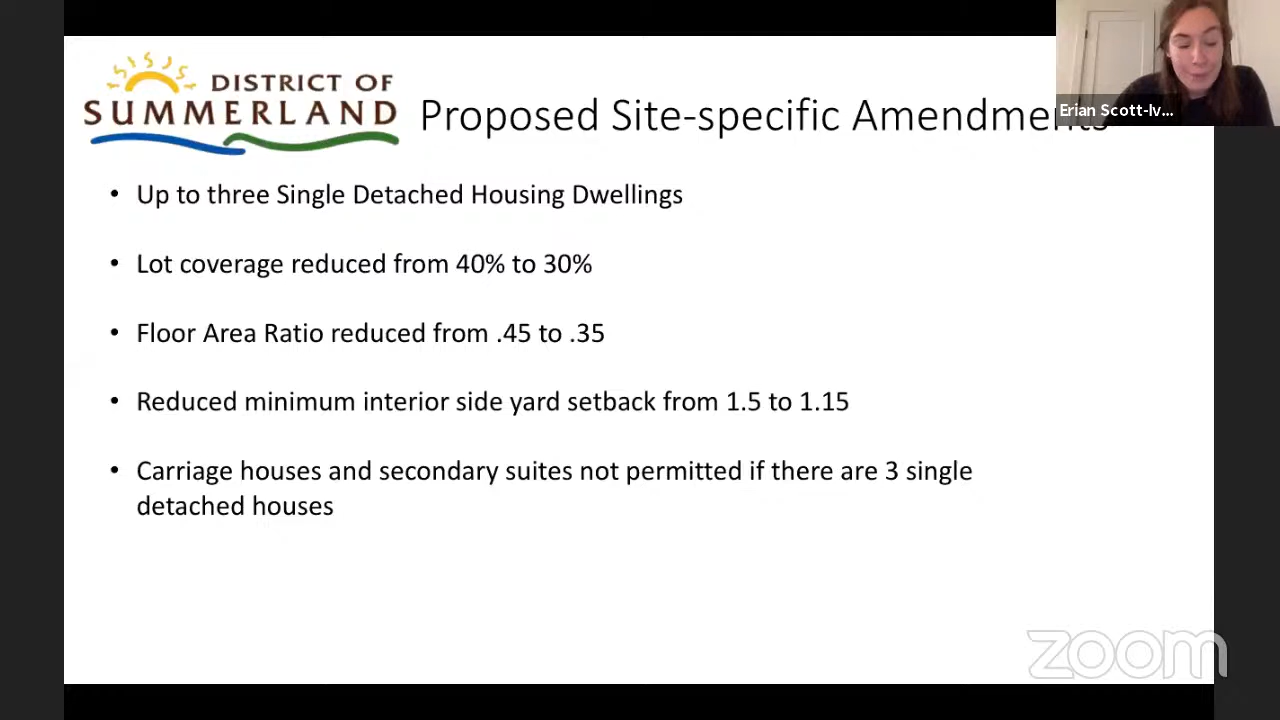 DISTRICT OF
SUMMERLAND
Proposed Site-specific Amendments
Erian Scott-Iv...
• Up to three Single Detached Housing Dwellings
• Lot coverage reduced from 40% to 30%
• Floor Area Ratio reduced from .45 to .35
• Reduced minimum interior side yard setback from 1.5 to 1.15
• Carriage houses and secondary suites not permitted if there are 3 single
detached houses
zoom